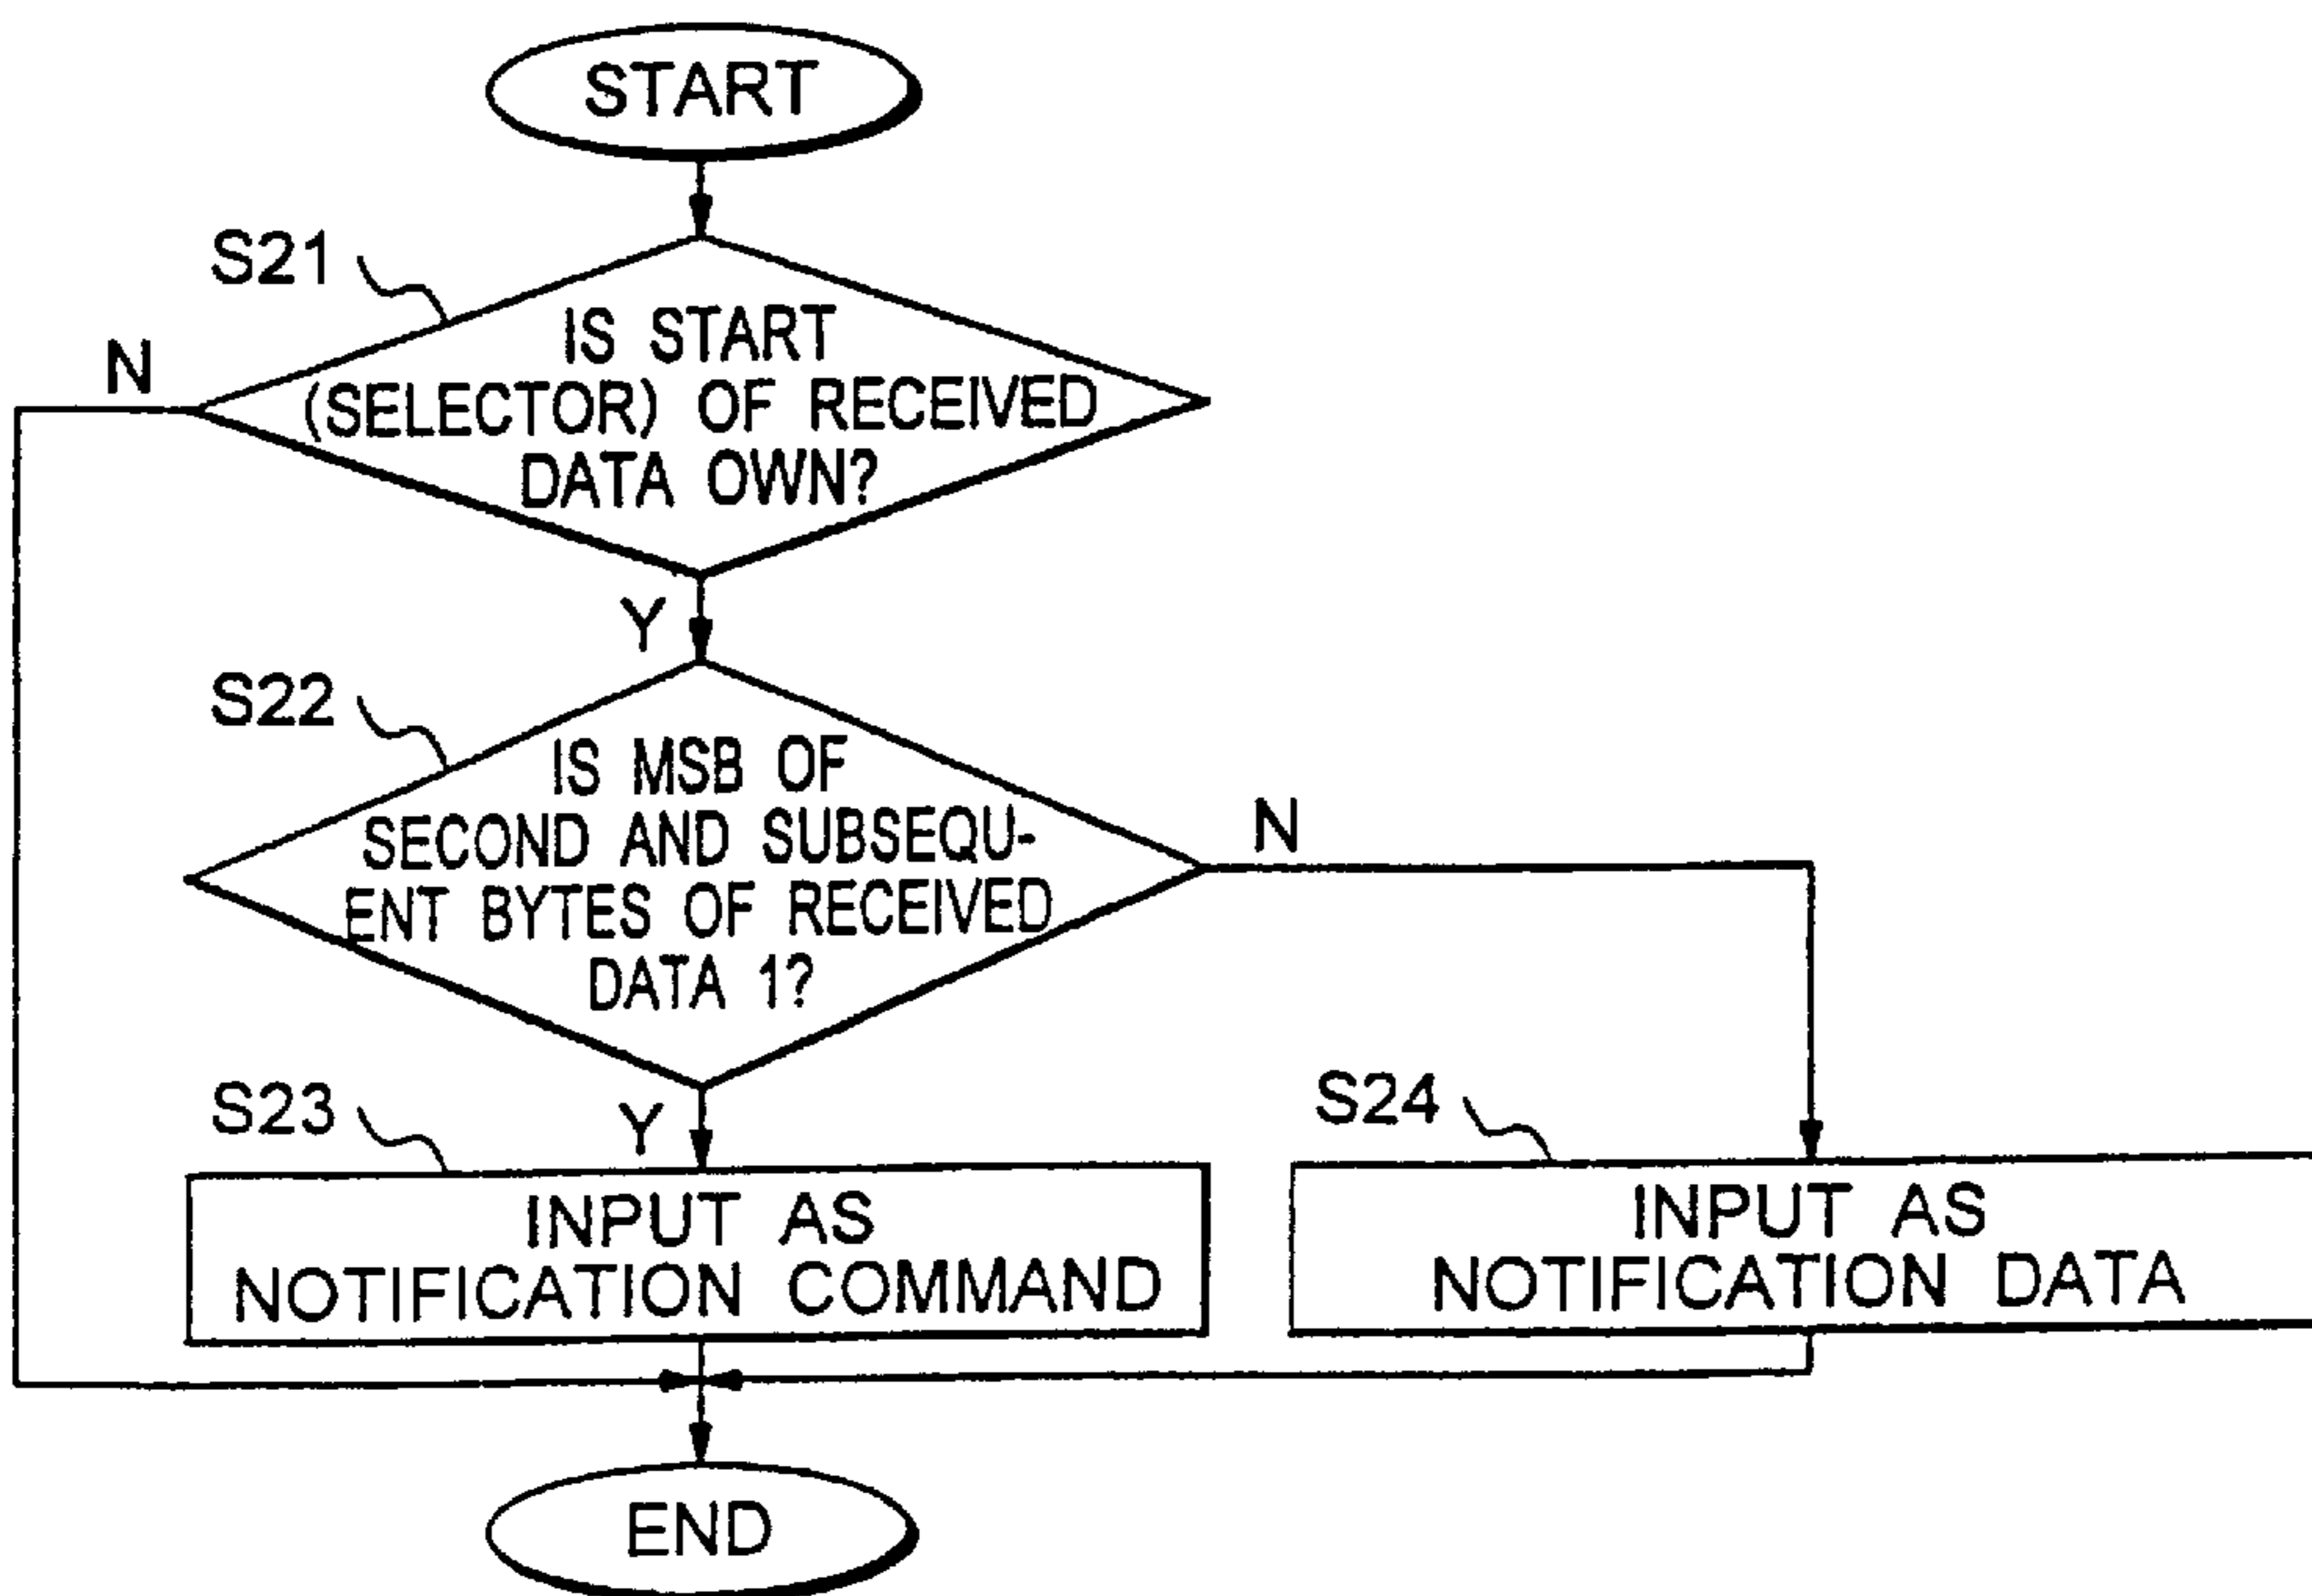 START
S21
N
IS START
(SELECTOR) OF RECEIVED
DATA OWN?
Y
S22
IS MSB OF
SECOND AND SUBSEQU-
ENT BYTES OF RECEIVED
DATA 1?
N
Y
S23
INPUT AS
NOTIFICATION COMMAND
S24
INPUT AS
NOTIFICATION DATA
END